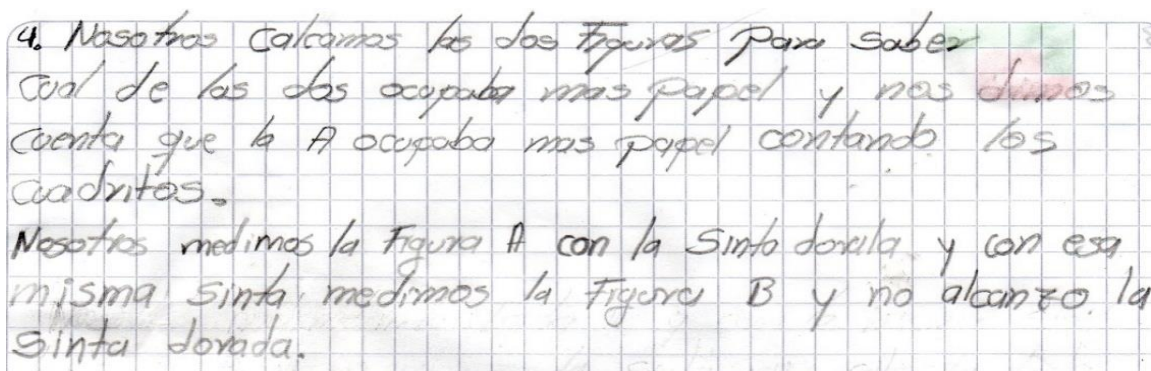 4. Nosotros calcamos las dos Figuras Para saber
cual de las dos ocupaba mas papel y nos dimos
cuenta que la A ocupaba mas papel contando los
cuadritos.
Nosotros medimos la Figura A con la Sinta dorada y con esa
misma sinta medimos la Figura B y no alcanzo la
sinta dorada.